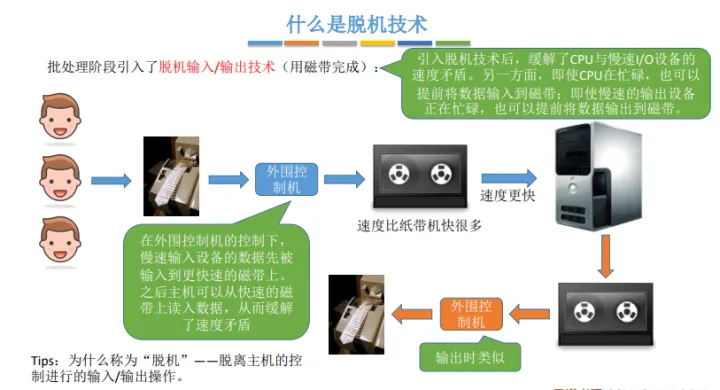 什么是脱机技术
批处理阶段引入了脱机输入/输出技术（用磁带完成）：
引入脱机技术后，缓解了CPU与慢速I/O设备的
速度矛盾。另一方面，即使CPU在忙碌，也可以
提前将数据输入到磁带；即使慢速的输出设备
正在忙碌，也可以提前将数据输出到磁带。
外围控
制机
速度更快
速度比纸带机快很多
在外围控制机的控制下，
慢速输入设备的数据先被
输入到更快速的磁带上。
之后主机可以从快速的磁
带上读入数据，从而缓解
了速度矛盾
外围控
制机
输出时类似
Tips：为什么称为“脱机”——脱离主机的控
制进行的输入/输出操作。